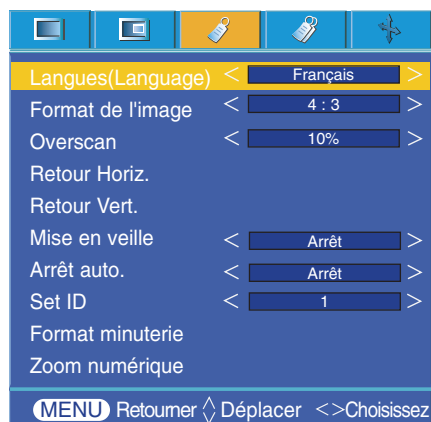 Langues(Language) < Français >
Format de l'image < 4 : 3 >
Overscan < 10% >
Retour Horiz.
Retour Vert.
Mise en veille < Arrêt >
Arrêt auto. < Arrêt >
Set ID < 1 >
Format minuterie
Zoom numérique
MENU Retourner Déplacer <>Choisissez